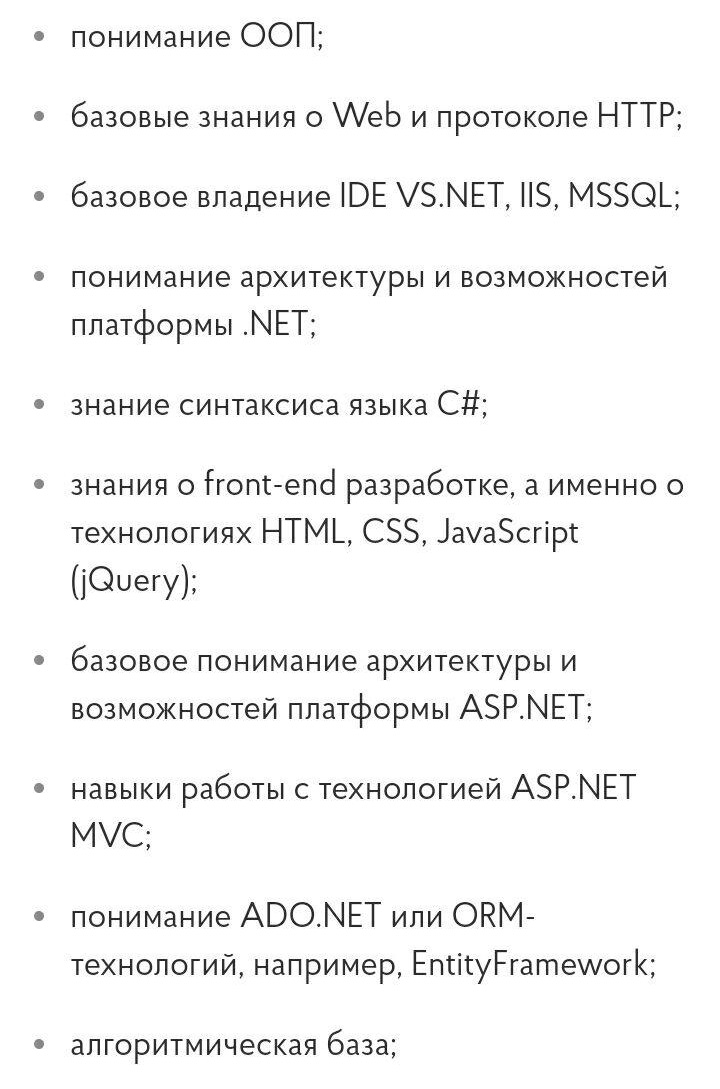 • понимание ООП;
• базовые знания о Web и протоколе HTTP;
• базовое владение IDE VS.NET, IIS, MSSQL;
• понимание архитектуры и возможностей
платформы .NET;
• знание синтаксиса языка C#;
• знания о front-end разработке, а именно о
технологиях HTML, CSS, JavaScript
(jQuery);
• базовое понимание архитектуры и
возможностей платформы ASP.NET;
• навыки работы с технологией ASP.NET
MVC;
• понимание ADO.NET или ORM-
технологий, например, EntityFramework;
• алгоритмическая база;